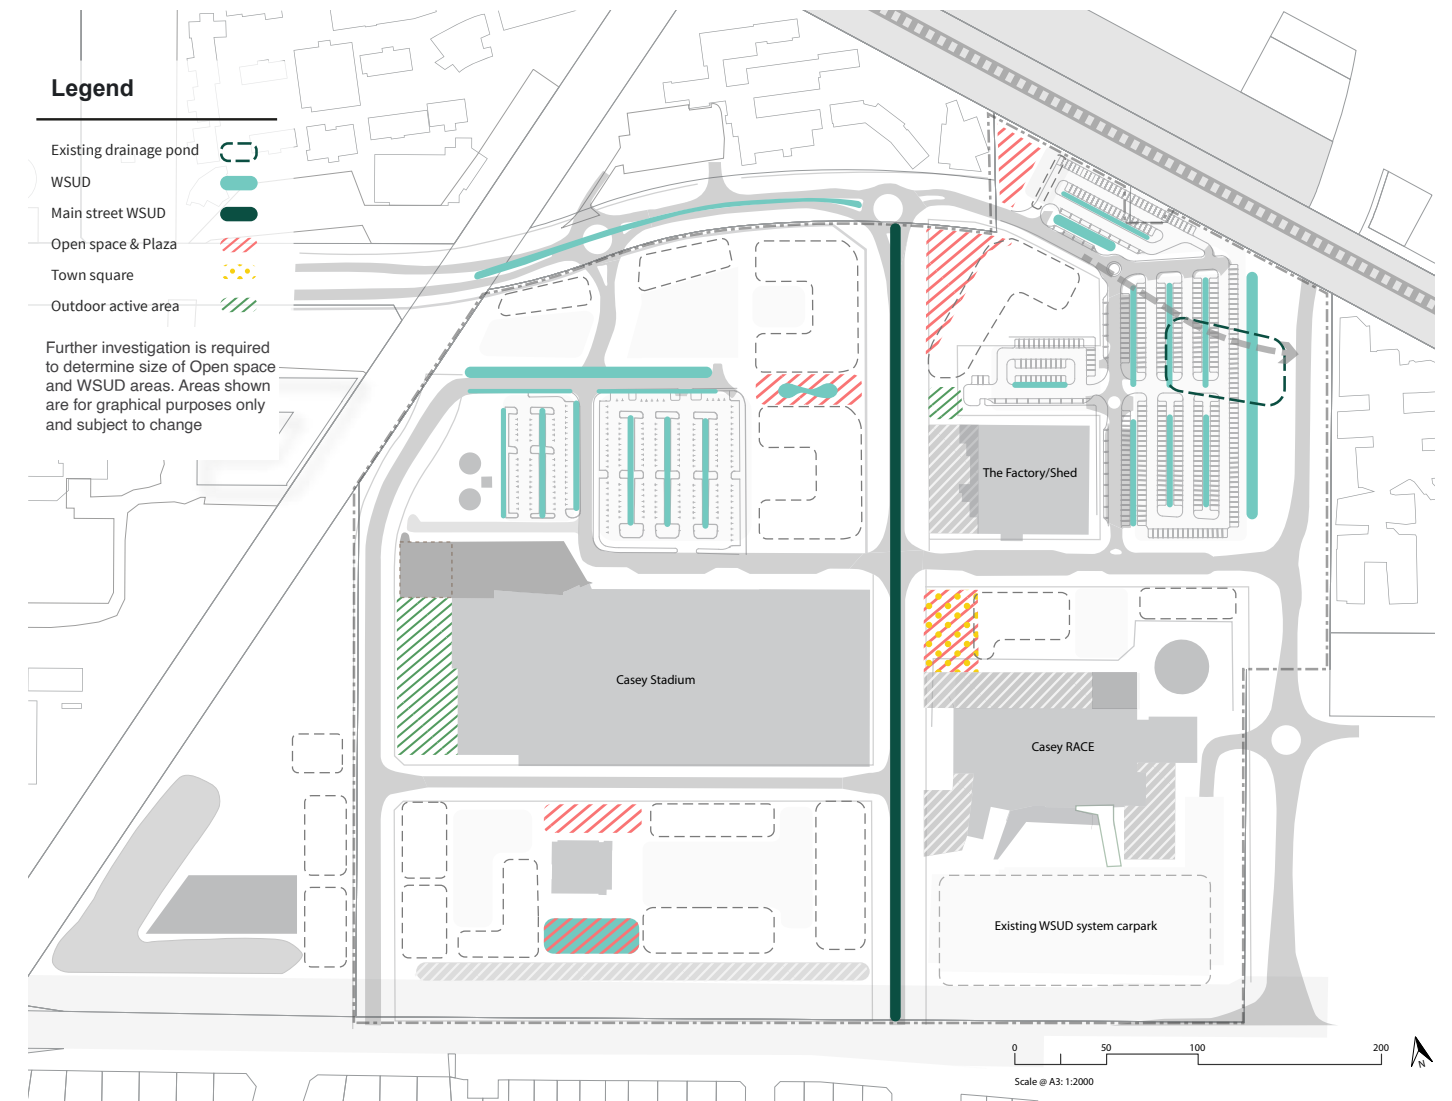 Legend
Existing drainage pond
WSUD
Main street WSUD
Open space & Plaza
Town square
Outdoor active area
Further investigation is required
to determine size of Open space
and WSUD areas. Areas shown
are for graphical purposes only
and subject to change
The Factory/Shed
Casey Stadium
Casey RACE
Existing WSUD system carpark
0 50 100 200
Scale @ A3: 1:2000
N